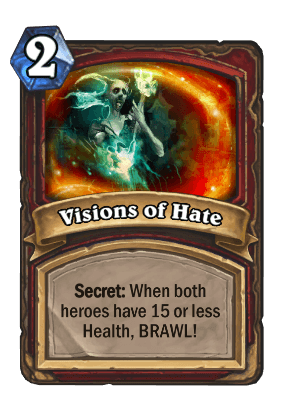 2
Visions of Hate
Secret: When both
heroes have 15 or less
Health, BRAWL!